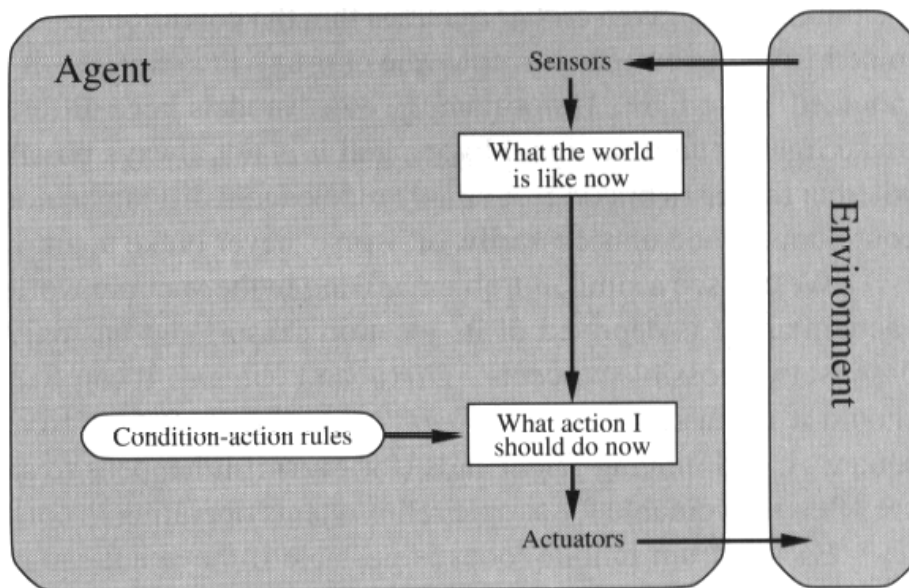 Agent
Sensors
What the world
is like now
Environment
Condition-action rules
What action I
should do now
Actuators